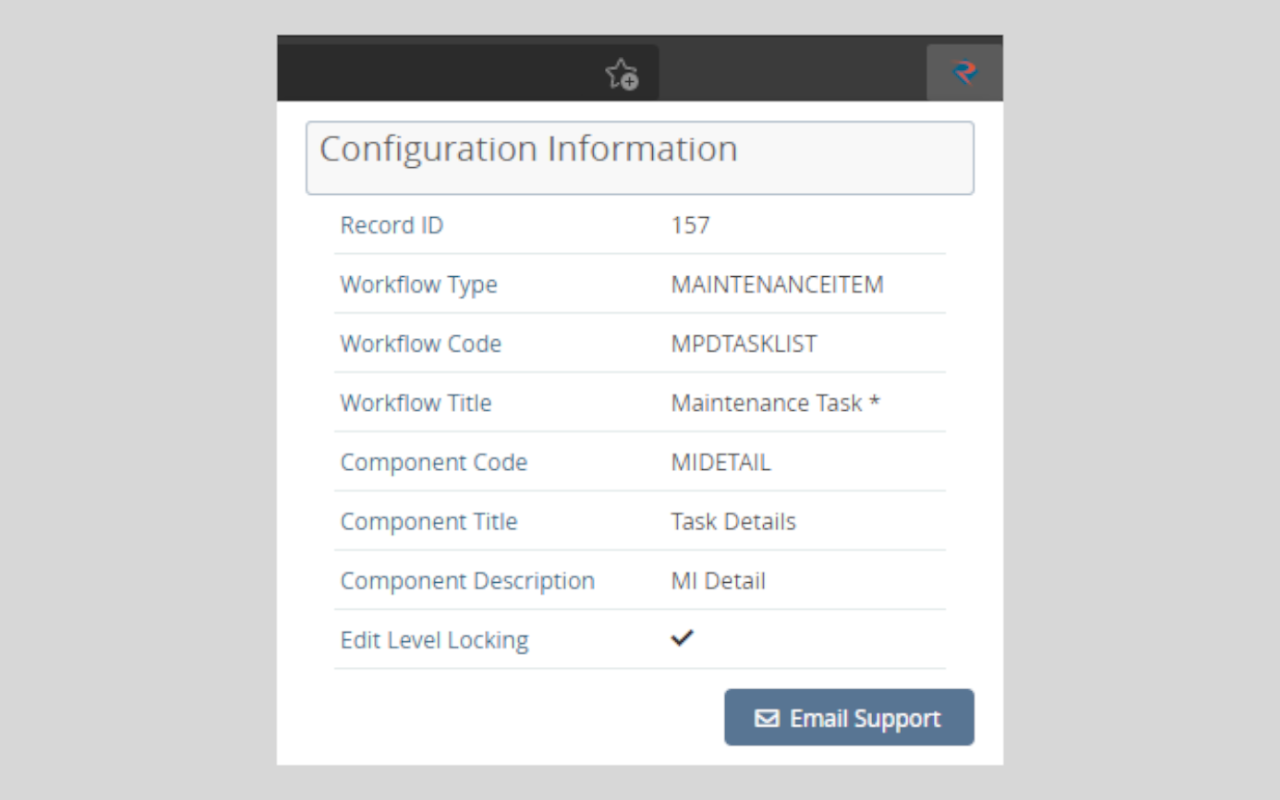 Configuration Information
Record ID 157
Workflow Type MAINTENANCEITEM
Workflow Code MPDTASKLIST
Workflow Title Maintenance Task *
Component Code MIDETAIL
Component Title Task Details
Component Description MI Detail
Edit Level Locking ✓
Email Support